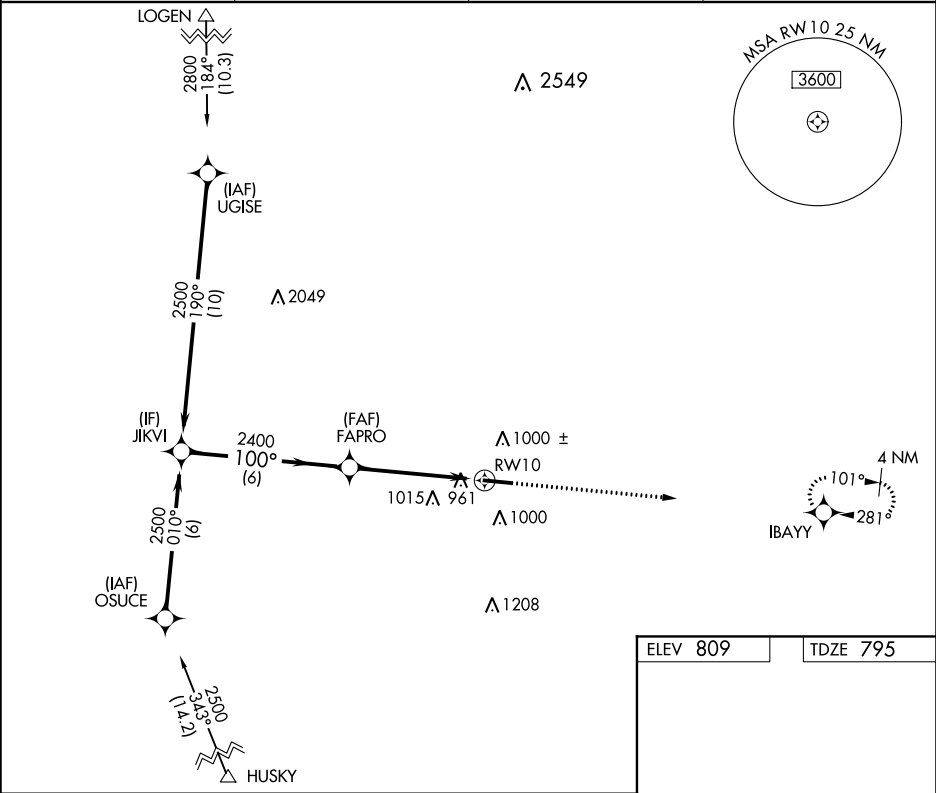 LOGEN
2800
184°
(10.3)
2549
MSA RW10 25 NM
3600
(IAF)
UGISE
2500
190°
(10)
2049
(IF)
JIKVI
2400
100°
(6)
(FAF)
FAPRO
1000 ±
RW10
1015 961
1000
101°
4 NM
281°
IBAYY
2500
010°
(6)
(IAF)
OSUCE
1208
2500
343°
(14.2)
HUSKY
ELEV 809
TDZE 795